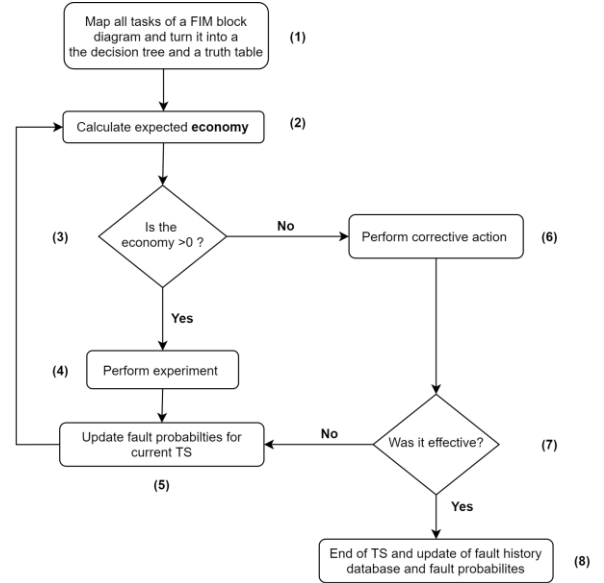 Map all tasks of a FIM block
diagram and turn it into a
the decision tree and a truth table
(1)
Calculate expected economy
(2)
Is the
economy >0 ?
(3)
No
Perform corrective action
(6)
Yes
Perform experiment
(4)
Update fault probabilties for
current TS
(5)
No
Was it effective?
(7)
Yes
End of TS and update of fault history
database and fault probabilites
(8)